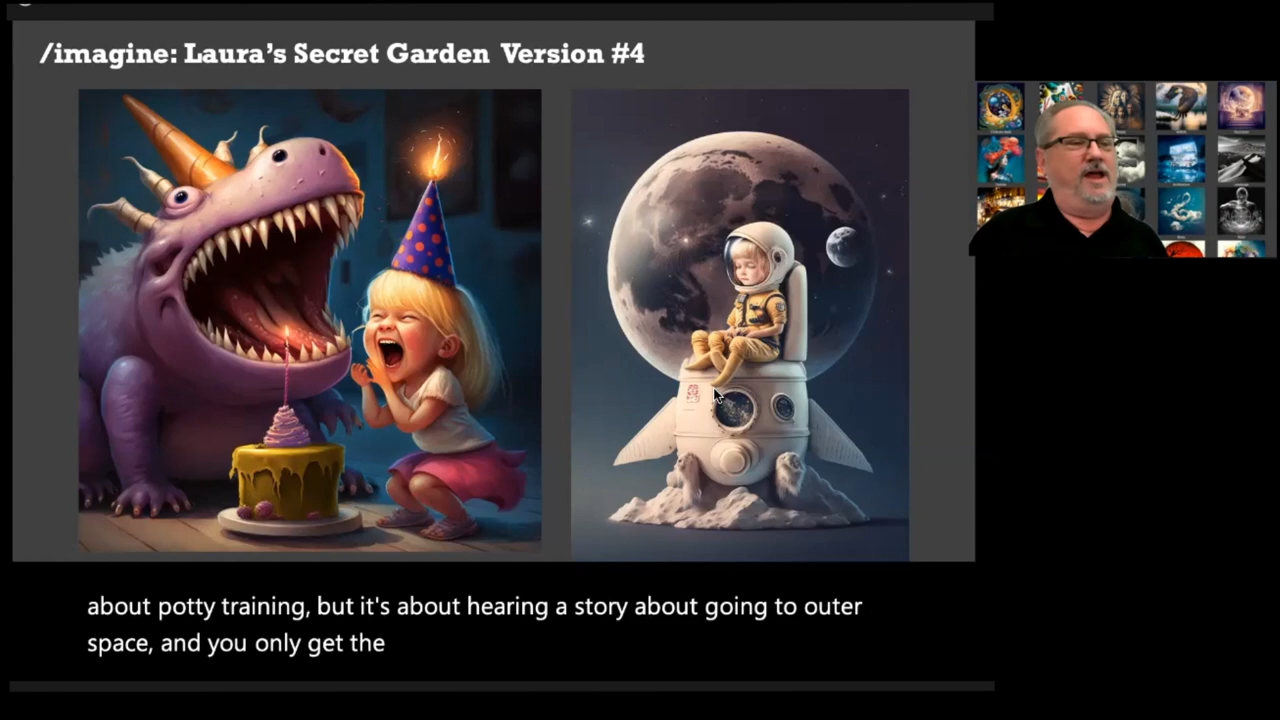 /imagine: Laura’s Secret Garden Version #4
about potty training, but it's about hearing a story about going to outer
space, and you only get the